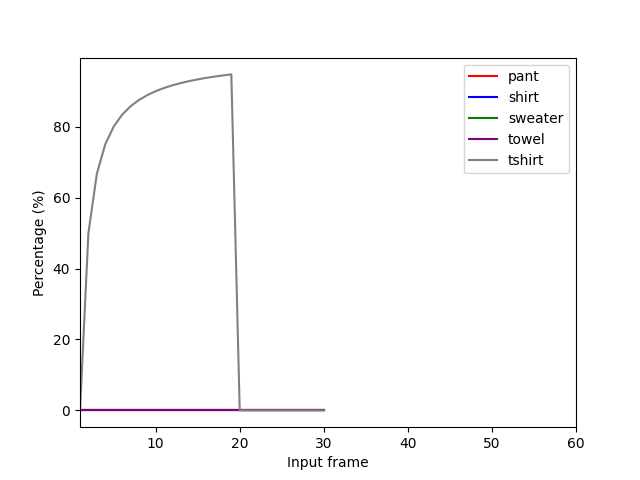 pant
shirt
sweater
towel
tshirt
Percentage (%)
80
60
40
20
0
10 20 30 40 50 60
Input frame